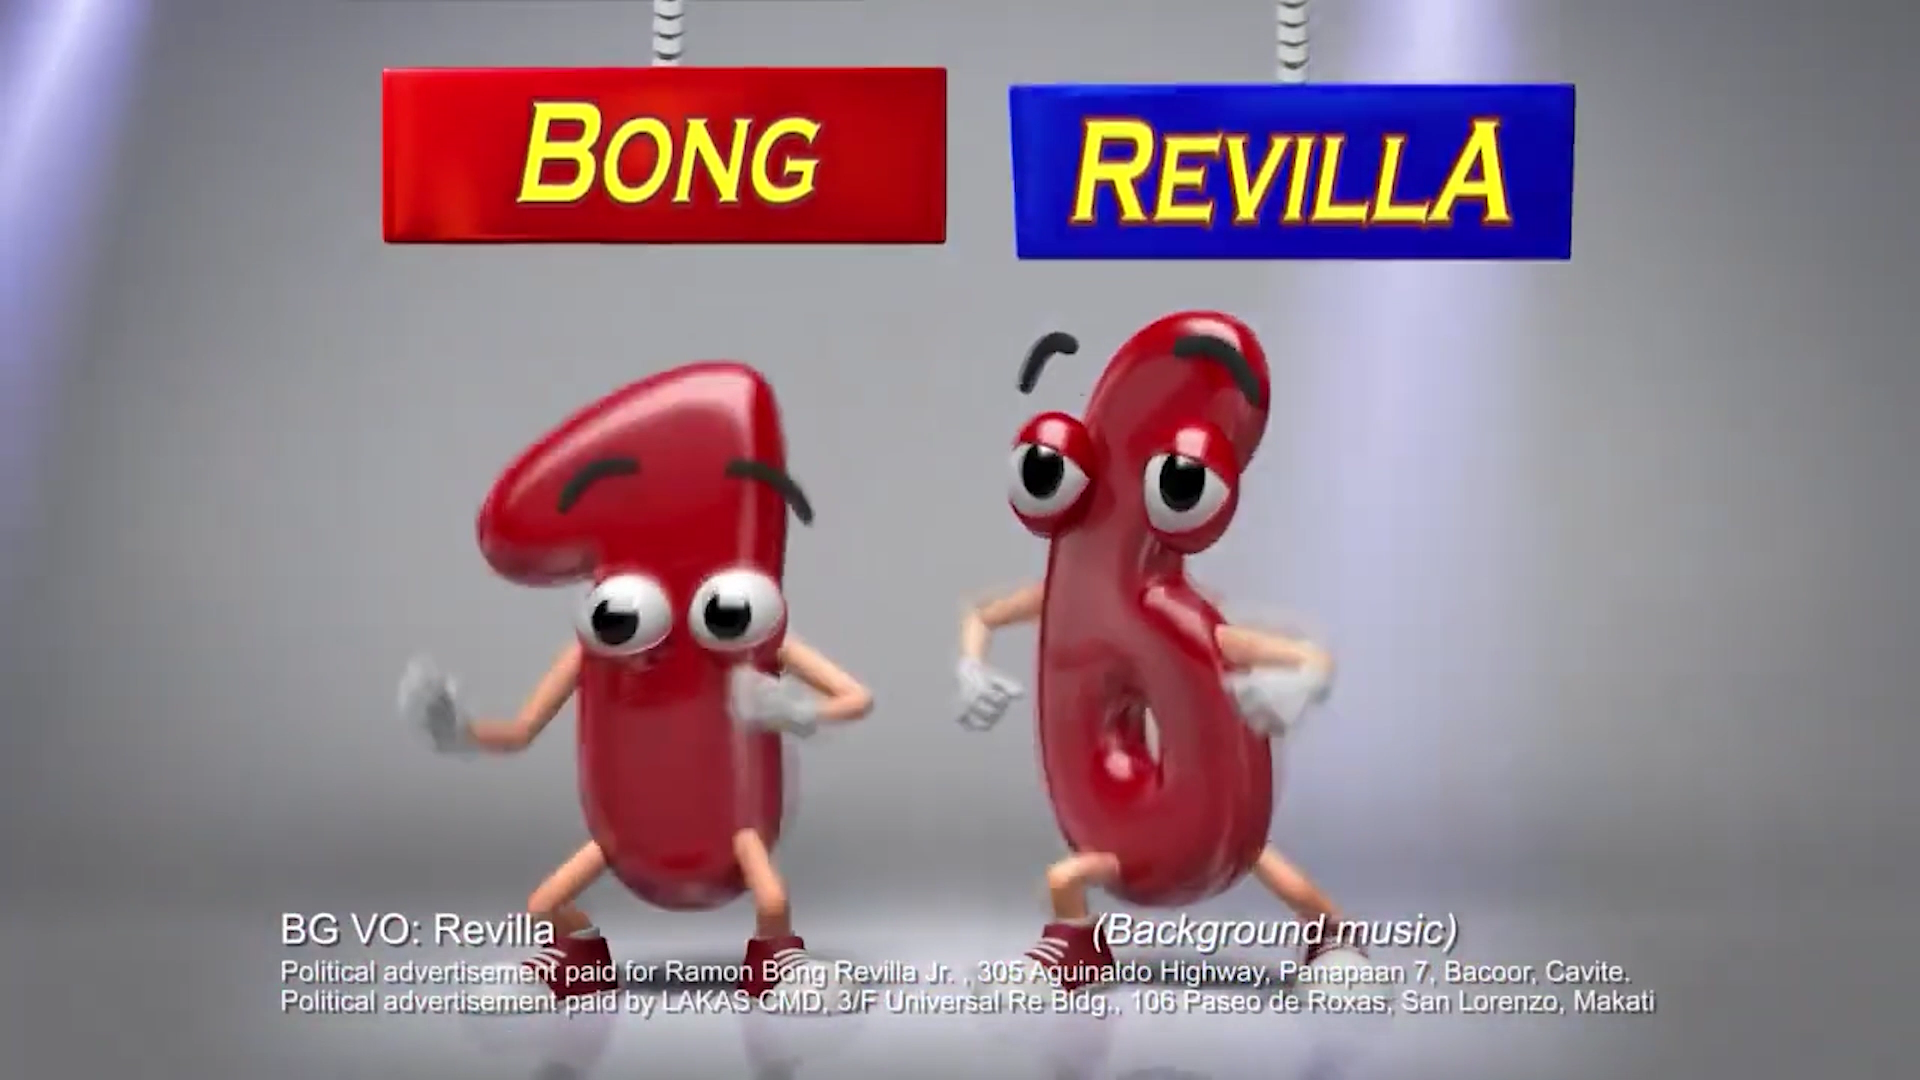 BONG
REVILLA
16
BG VO: Revilla
(Background music)
Political advertisement paid for Ramon Bong Revilla Jr. , 305 Aguinaldo Highway, Panapaan 7, Bacoor, Cavite.
Political advertisement paid by LAKAS CMD, 3/F Universal Re Bldg., 106 Paseo de Roxas, San Lorenzo, Makati